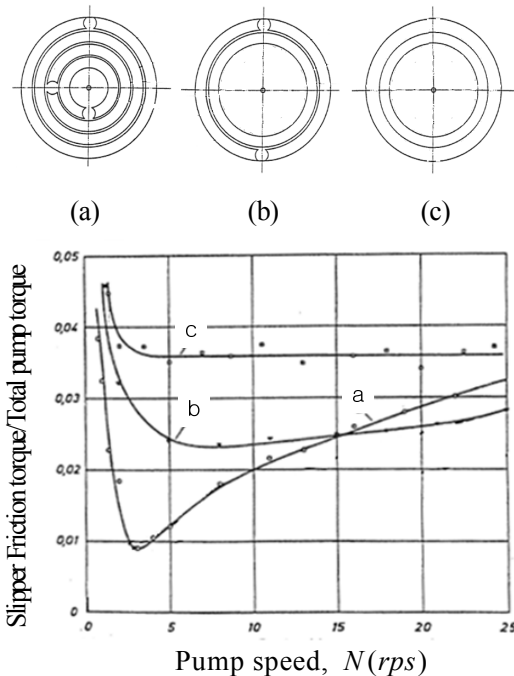 (a) (b) (c)
0,05
0,04
0,03
0,02
0,01
0
c
b
a
.0 5 10 15 20 25
Slipper Friction torque/Total pump torque
Pump speed, N(rps)